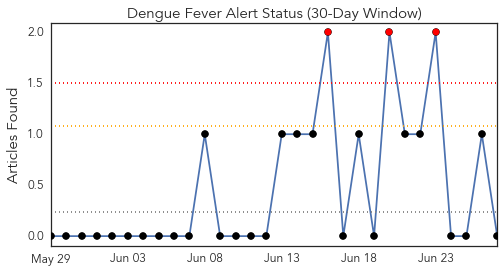 Dengue Fever Alert Status (30-Day Window)
Articles Found
2.0
1.5
1.0
0.5
0.0
May 29 Jun 03 Jun 08 Jun 13 Jun 18 Jun 23